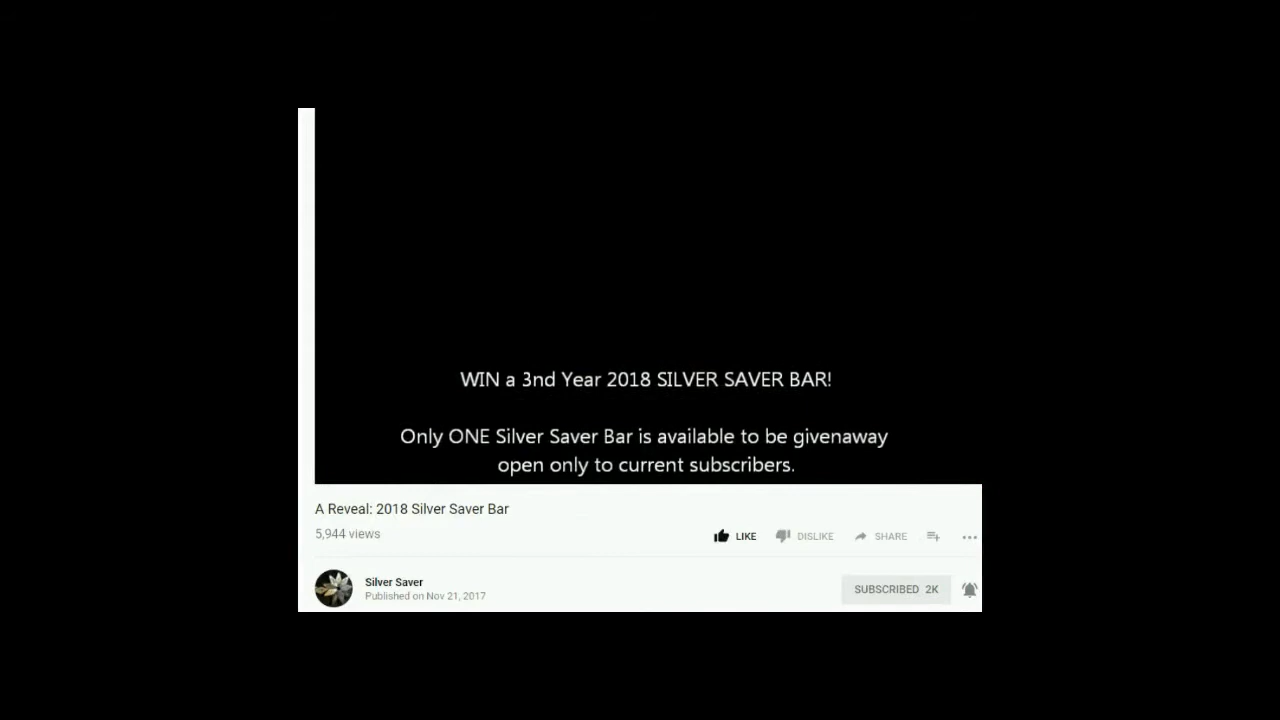 WIN a 3nd Year 2018 SILVER SAVER BAR!
Only ONE Silver Saver Bar is available to be givenaway
open only to current subscribers.
A Reveal: 2018 Silver Saver Bar
5,944 views
LIKE DISLIKE SHARE
Silver Saver
Published on Nov 21, 2017
SUBSCRIBED 2K